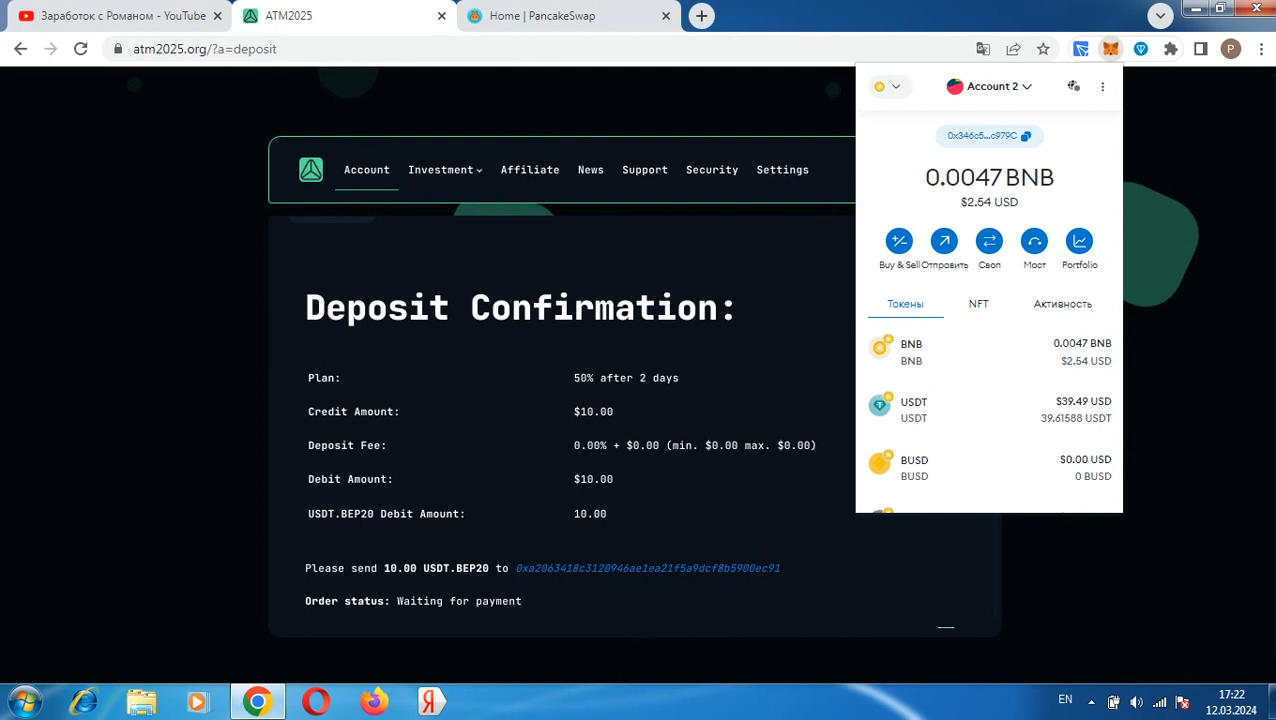 Заработок с Романом - YouTube
ATM2025
Home | PancakeSwap
atm2025.org/?a=deposit
P
Account 2
Account
Investment
Affiliate
News
Support
Security
Settings
0x346c5...c979C
0.0047 BNB
$2.54 USD
Buy & Sell
Отправить
Своп
Мост
Portfolio
Токены
NFT
Активность
BNB
0.0047 BNB
BNB
$2.54 USD
USDT
$39.49 USD
USDT
39.61588 USDT
BUSD
$0.00 USD
BUSD
0 BUSD
Deposit Confirmation:
Plan:
50% after 2 days
Credit Amount:
$10.00
Deposit Fee:
0.00% + $0.00 (min. $0.00 max. $0.00)
Debit Amount:
$10.00
USDT.BEP20 Debit Amount:
10.00
Please send 10.00 USDT.BEP20 to 0xa2063418c3120946ae1ea21f5a9dcf8b5900ec91
Order status: Waiting for payment
EN
17:22
12.03.2024